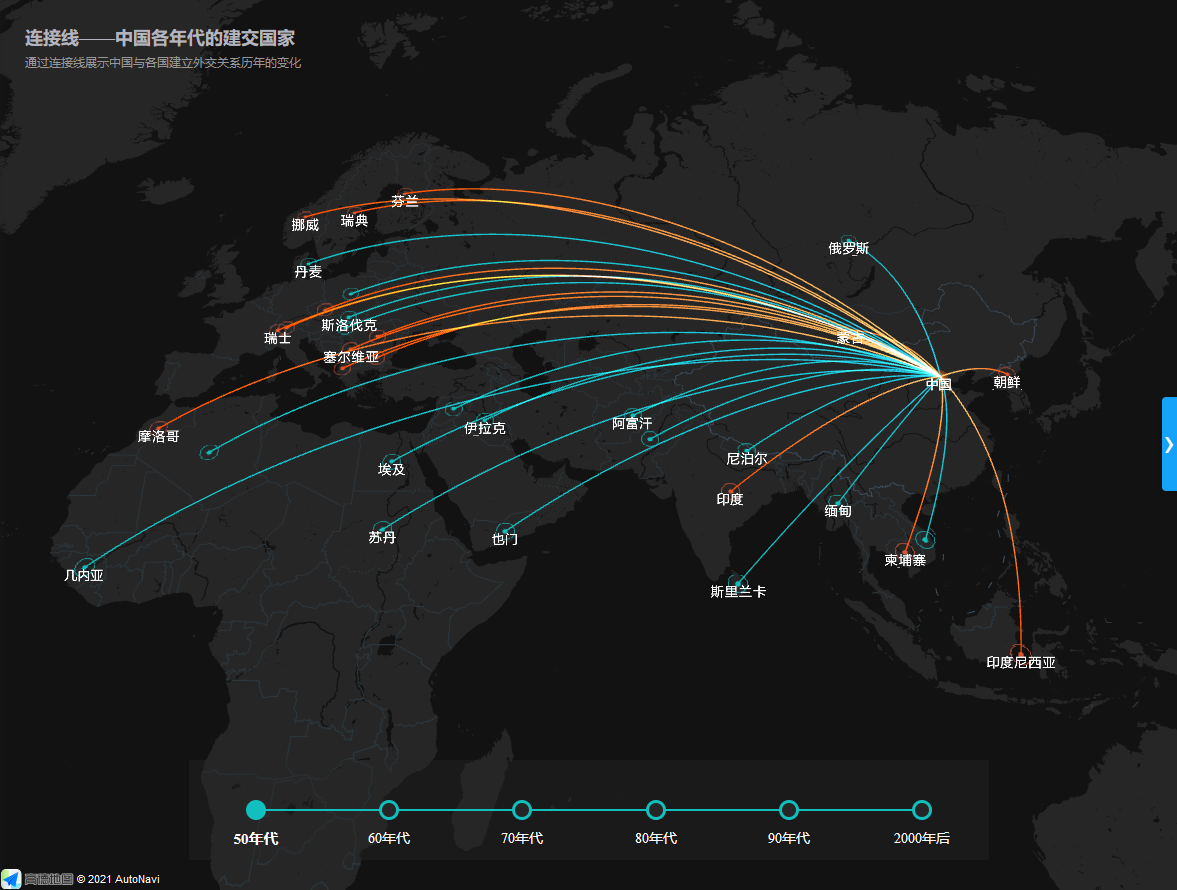 连接线——中国各年代的建交国家
通过连接线展示中国与各国建立外交关系历年的变化
芬兰
挪威
瑞典
俄罗斯
丹麦
斯洛伐克
瑞士
蒙古
塞尔维亚
中国
朝鲜
阿富汗
伊拉克
摩洛哥
尼泊尔
埃及
印度
缅甸
苏丹
也门
柬埔寨
几内亚
斯里兰卡
印度尼西亚
50年代
60年代
70年代
80年代
90年代
2000年后
高德地图 © 2021 AutoNavi